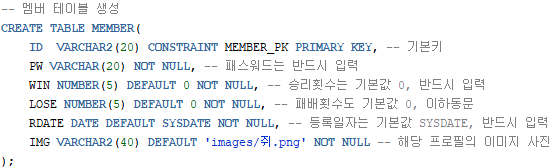 -- 멤버 테이블 생성
CREATE TABLE MEMBER(
ID VARCHAR2(20) CONSTRAINT MEMBER_PK PRIMARY KEY, -- 기본키
PW VARCHAR(20) NOT NULL, -- 패스워드는 반드시 입력
WIN NUMBER(5) DEFAULT 0 NOT NULL, -- 승리횟수는 기본값 0, 반드시 입력
LOSE NUMBER(5) DEFAULT 0 NOT NULL, -- 패배횟수도 기본값 0, 이하동문
RDATE DATE DEFAULT SYSDATE NOT NULL, -- 등록일자는 기본값 SYSDATE, 반드시 입력
IMG VARCHAR2(40) DEFAULT 'images/쥐.png' NOT NULL -- 해당 프로필의 이미지 사진
);